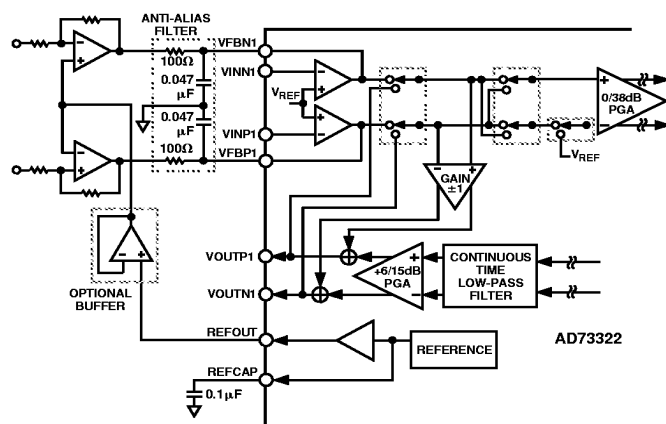 ANTI-ALIAS
FILTER
VFBN1
100Ω
VINN1
0.047
μF
VREF
0.047
μF
VINP1
100Ω
VFBP1
0/38dB
PGA
VREF
GAIN
±1
VOUTP1
+6/15dB
PGA
CONTINUOUS
TIME
LOW-PASS
FILTER
VOUTN1
OPTIONAL
BUFFER
REFOUT
REFERENCE
AD73322
REFCAP
0.1μF